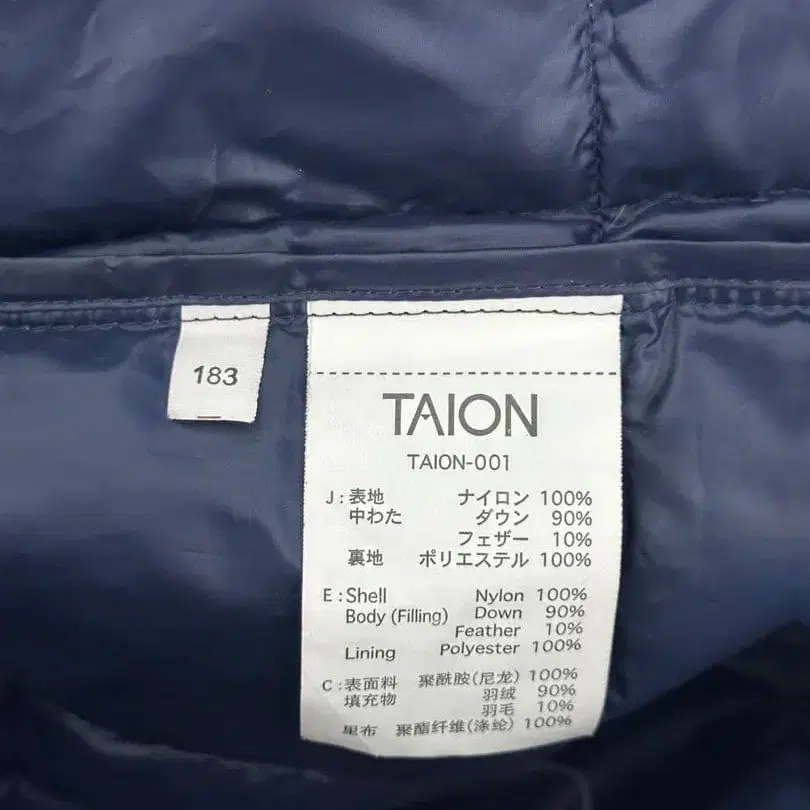 183
TAION
TAION-001
J:表地 ナイロン 100%
中わた ダウン 90%
フェザー 10%
裏地 ポリエステル 100%
E:Shell Nylon 100%
Body (Filling) Down 90%
Feather 10%
Lining Polyester 100%
C:表面料 聚酰胺(尼龙) 100%
填充物 羽绒 90%
羽毛 10%
里布 聚酯纤维(涤纶) 100%